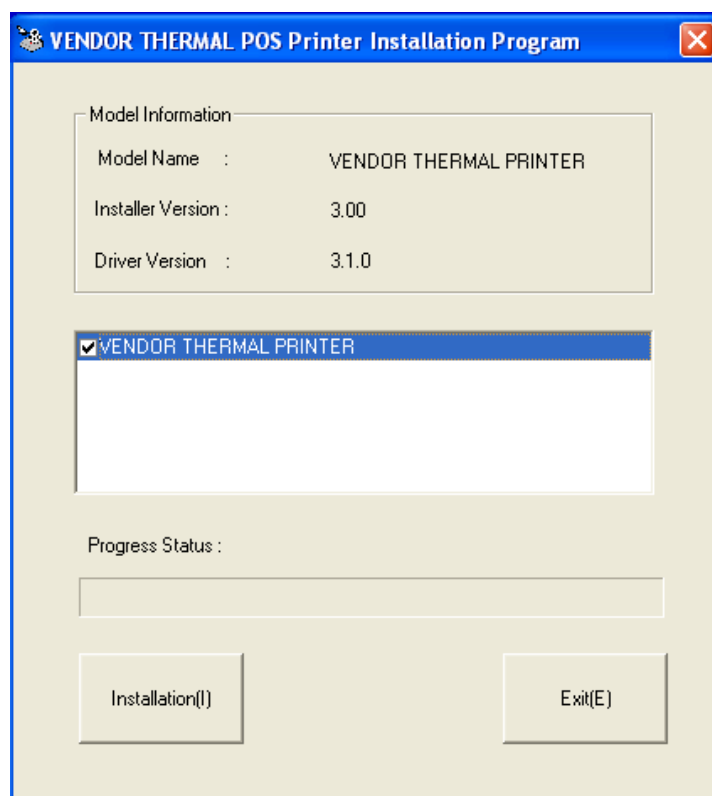 VENDOR THERMAL POS Printer Installation Program
Model Information
Model Name : VENDOR THERMAL PRINTER
Installer Version : 3.00
Driver Version : 3.1.0
VENDOR THERMAL PRINTER
Progress Status :
Installation(I) Exit(E)